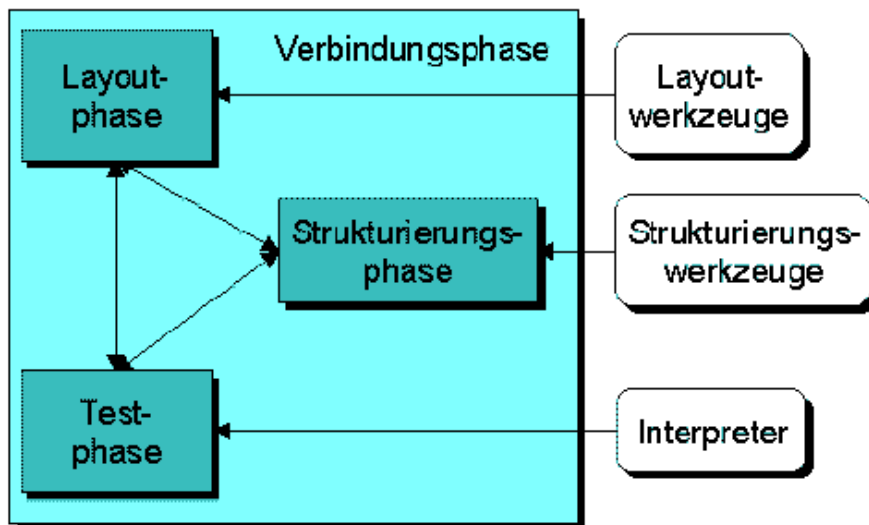 Verbindungsphase
Layout-
phase
Layout-
werkzeuge
Strukturierungs-
phase
Strukturierungs-
werkzeuge
Test-
phase
Interpreter